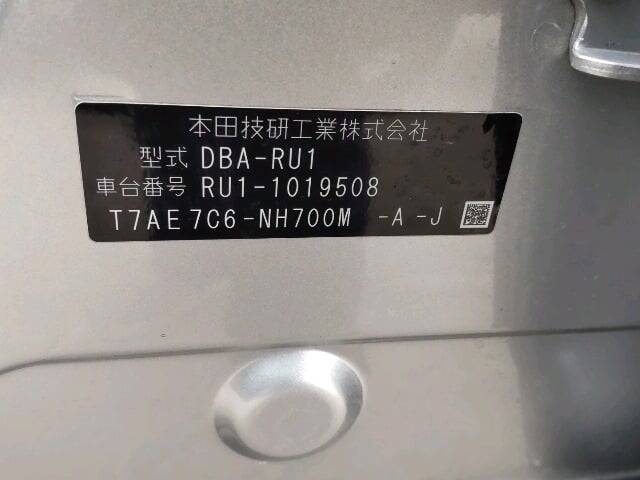 本田技研工業株式会社
型式 DBA-RU1
車台番号 RU1-1019508
T7AE7C6-NH700M -A-J